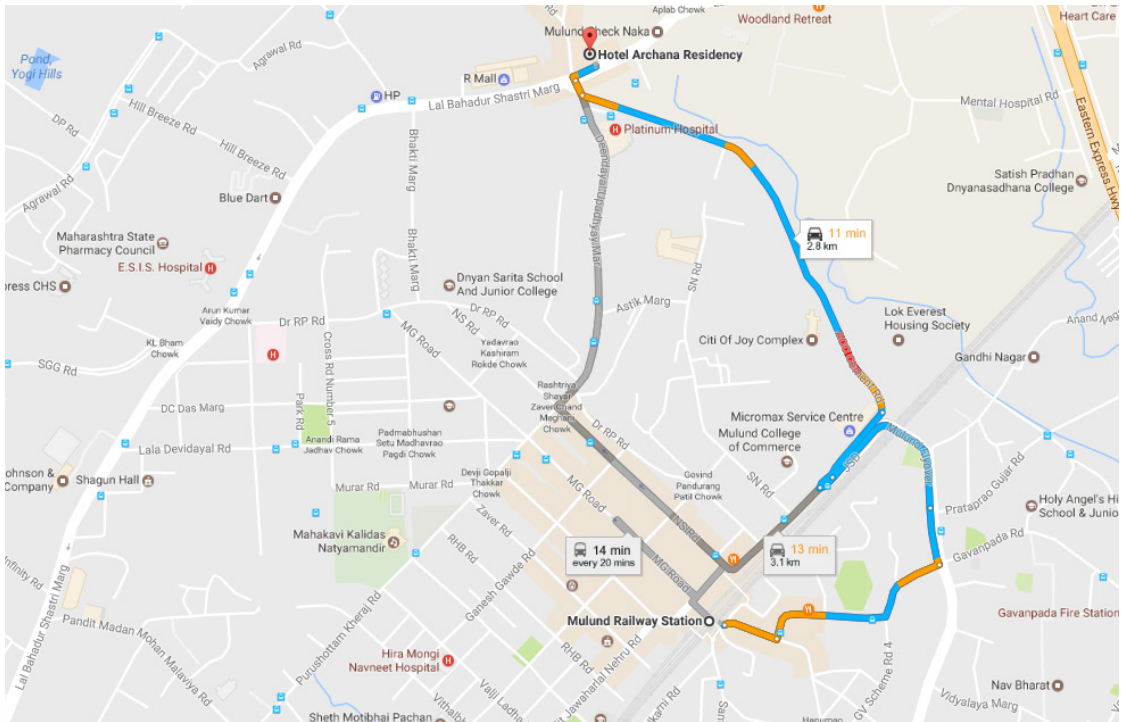 Aplab Chowk
Woodland Retreat
Heart Care
Mulund Check Naka
Hotel Archana Residency
Pond,
Yogi Hills
Agrawal Rd
R Mall
HP
Lal Bahadur Shastri Marg
Mental Hospital Rd
Eastern Express Hwy
Hill Breeze Rd
DP Rd
Hill Breeze Rd
Bhakti Marg
Platinum Hospital
Agrawal Rd
Satish Pradhan
Dnyanasadhana College
Blue Dart
Maharashtra State
Pharmacy Council
Bhakti Marg
11 min
2.8 km
E.S.I.S. Hospital
SN Rd
Dnyan Sarita School
And Junior College
Astik Marg
press CHS
Arun Kumar
Vaidy Chowk
Dr RP Rd
MG Road
NS Rd
Dr RP Rd
Lok Everest
Housing Society
Citi Of Joy Complex
Yadavrao
Kashiram
Rokde Chowk
KL Bham
Chowk
SGG Rd
Cross Rd Number 5
Gandhi Nagar
Rashtriya
Shayar
Zaverchand
Meghani
Chowk
DC Das Marg
Park Rd
Micromax Service Centre
Mulund College
of Commerce
Dr RP Rd
Lala Devidayal Rd
Anandi Rama
Jadhav Chowk
Padmabhushan
Setu Madhavrao
Pagdi Chowk
JSD
Devji Gopalji
Thakkar
Chowk
Govind
Pandurang
Patil Chowk
SN Rd
Prataprao Gujar Rd
Johnson &
Company
Shagun Hall
Murar Rd
Murar Rd
MG Road
Holy Angel's Hi
School & Junio
Mahakavi Kalidas
Natyamandir
Zaver Rd
RHB Rd
14 min
every 20 mins
13 min
3.1 km
Gavanpada Rd
Ganesh Gawde Rd
MG Road
Lal Bahadur Shastri Marg
Mulund Railway Station
Gavanpada Fire Station
Pandit Madan Mohan Malaviya Rd
Purushottam Kheraj Rd
Hira Mongi
Navneet Hospital
RHB Rd
Jawaharlal Nehru Rd
GV Scheme Rd 4
Nav Bharat
Vidyalaya Marg
Sheth Motibhai Pachan